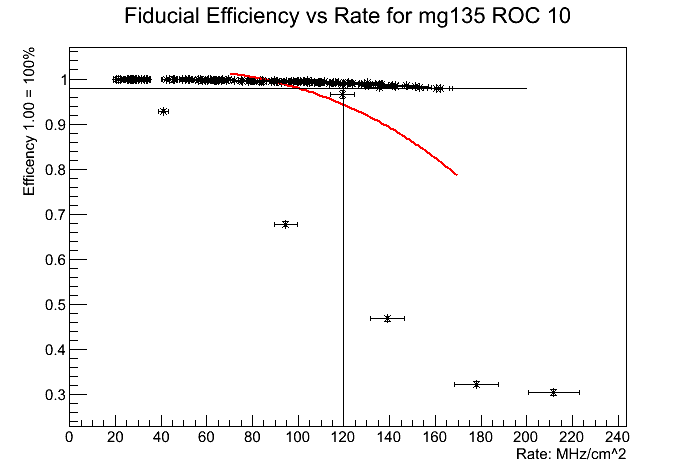 Fiducial Efficiency vs Rate for mg135 ROC 10
Efficency 1.00 = 100%
1
0.9
0.8
0.7
0.6
0.5
0.4
0.3
0 20 40 60 80 100 120 140 160 180 200 220 240
Rate: MHz/cm^2